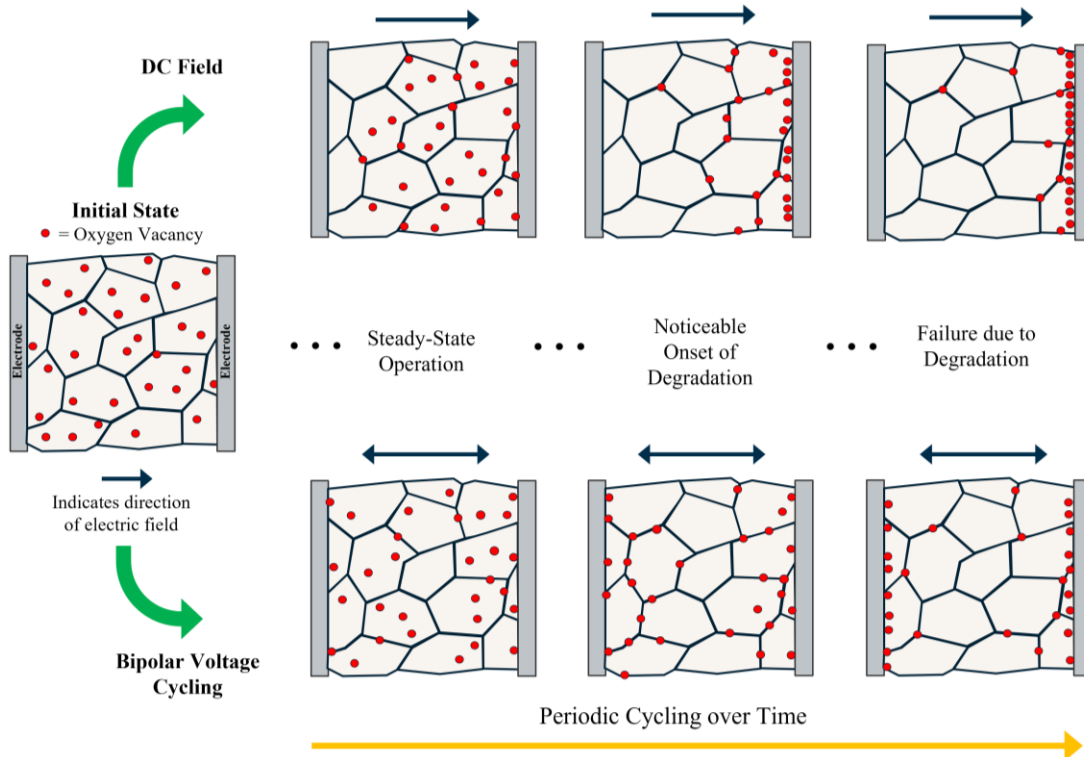 DC Field
Initial State
= Oxygen Vacancy
Electrode
Electrode
Indicates direction
of electric field
Bipolar Voltage
Cycling
• • •
Steady-State
Operation
• • •
Noticeable
Onset of
Degradation
• • •
Failure due to
Degradation
Periodic Cycling over Time